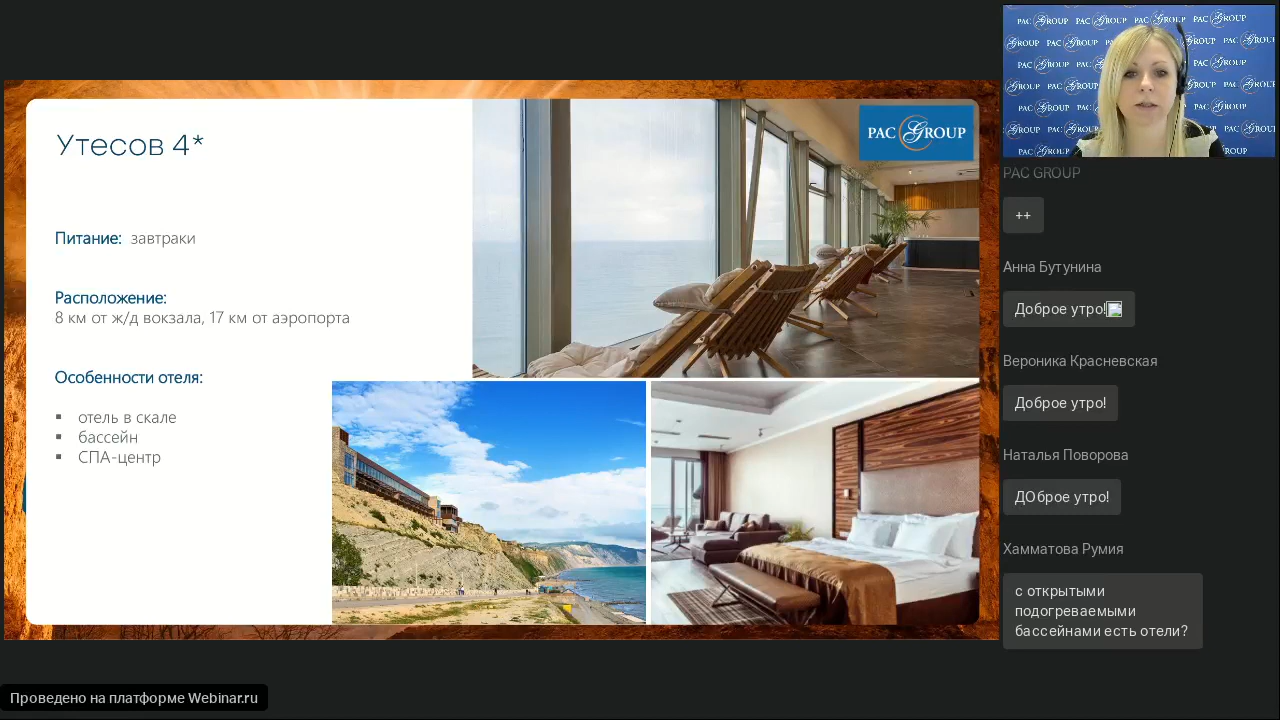 Утесов 4*
Питание: завтраки
Расположение:
8 км от ж/д вокзала, 17 км от аэропорта
Особенности отеля:
отель в скале
бассейн
СПА-центр
PAC GROUP
PAC GROUP
++
Анна Бутунина
Доброе утро!
Вероника Красневская
Доброе утро!
Наталья Поворова
ДОброе утро!
Хамматова Румия
с открытыми
подогреваемыми
бассейнами есть отели?
Проведено на платформе Webinar.ru